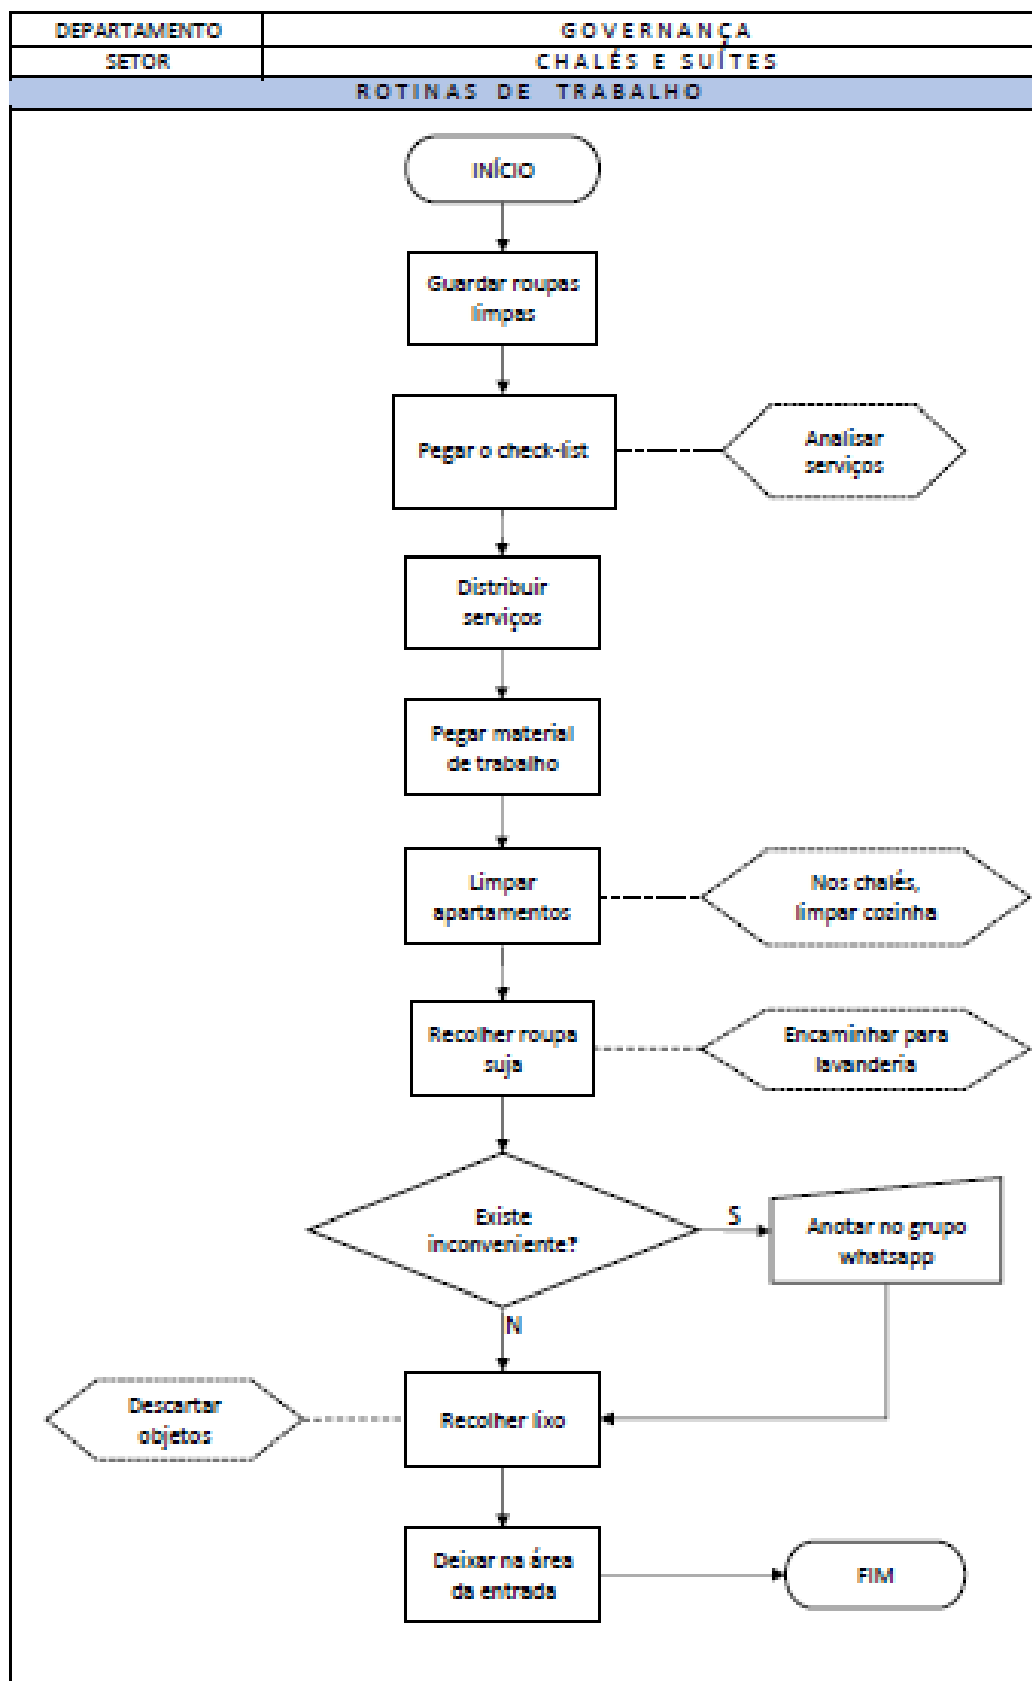 DEPARTAMENTO
GOVERNANÇA
SETOR
CHALÉS E SUÍTES
ROTINAS DE TRABALHO
INÍCIO
Guardar roupas
limpas
Pegar o check-list
Analisar
serviços
Distribuir
serviços
Pegar material
de trabalho
Limpar
apartamentos
Nos chalés,
limpar cozinha
Recolher roupa
suja
Encaminhar para
lavanderia
Existe
inconveniente?
S
Anotar no grupo
whatsapp
N
Descartar
objetos
Recolher lixo
Deixar na área
da entrada
FIM